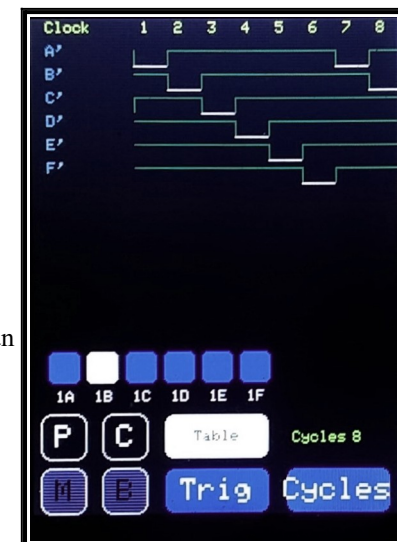 Clock 1 2 3 4 5 6 7 8
A'
B'
C'
D'
E'
F'
1A 1B 1C 1D 1E 1F
P C Table Cycles 8
M B Trig Cycles